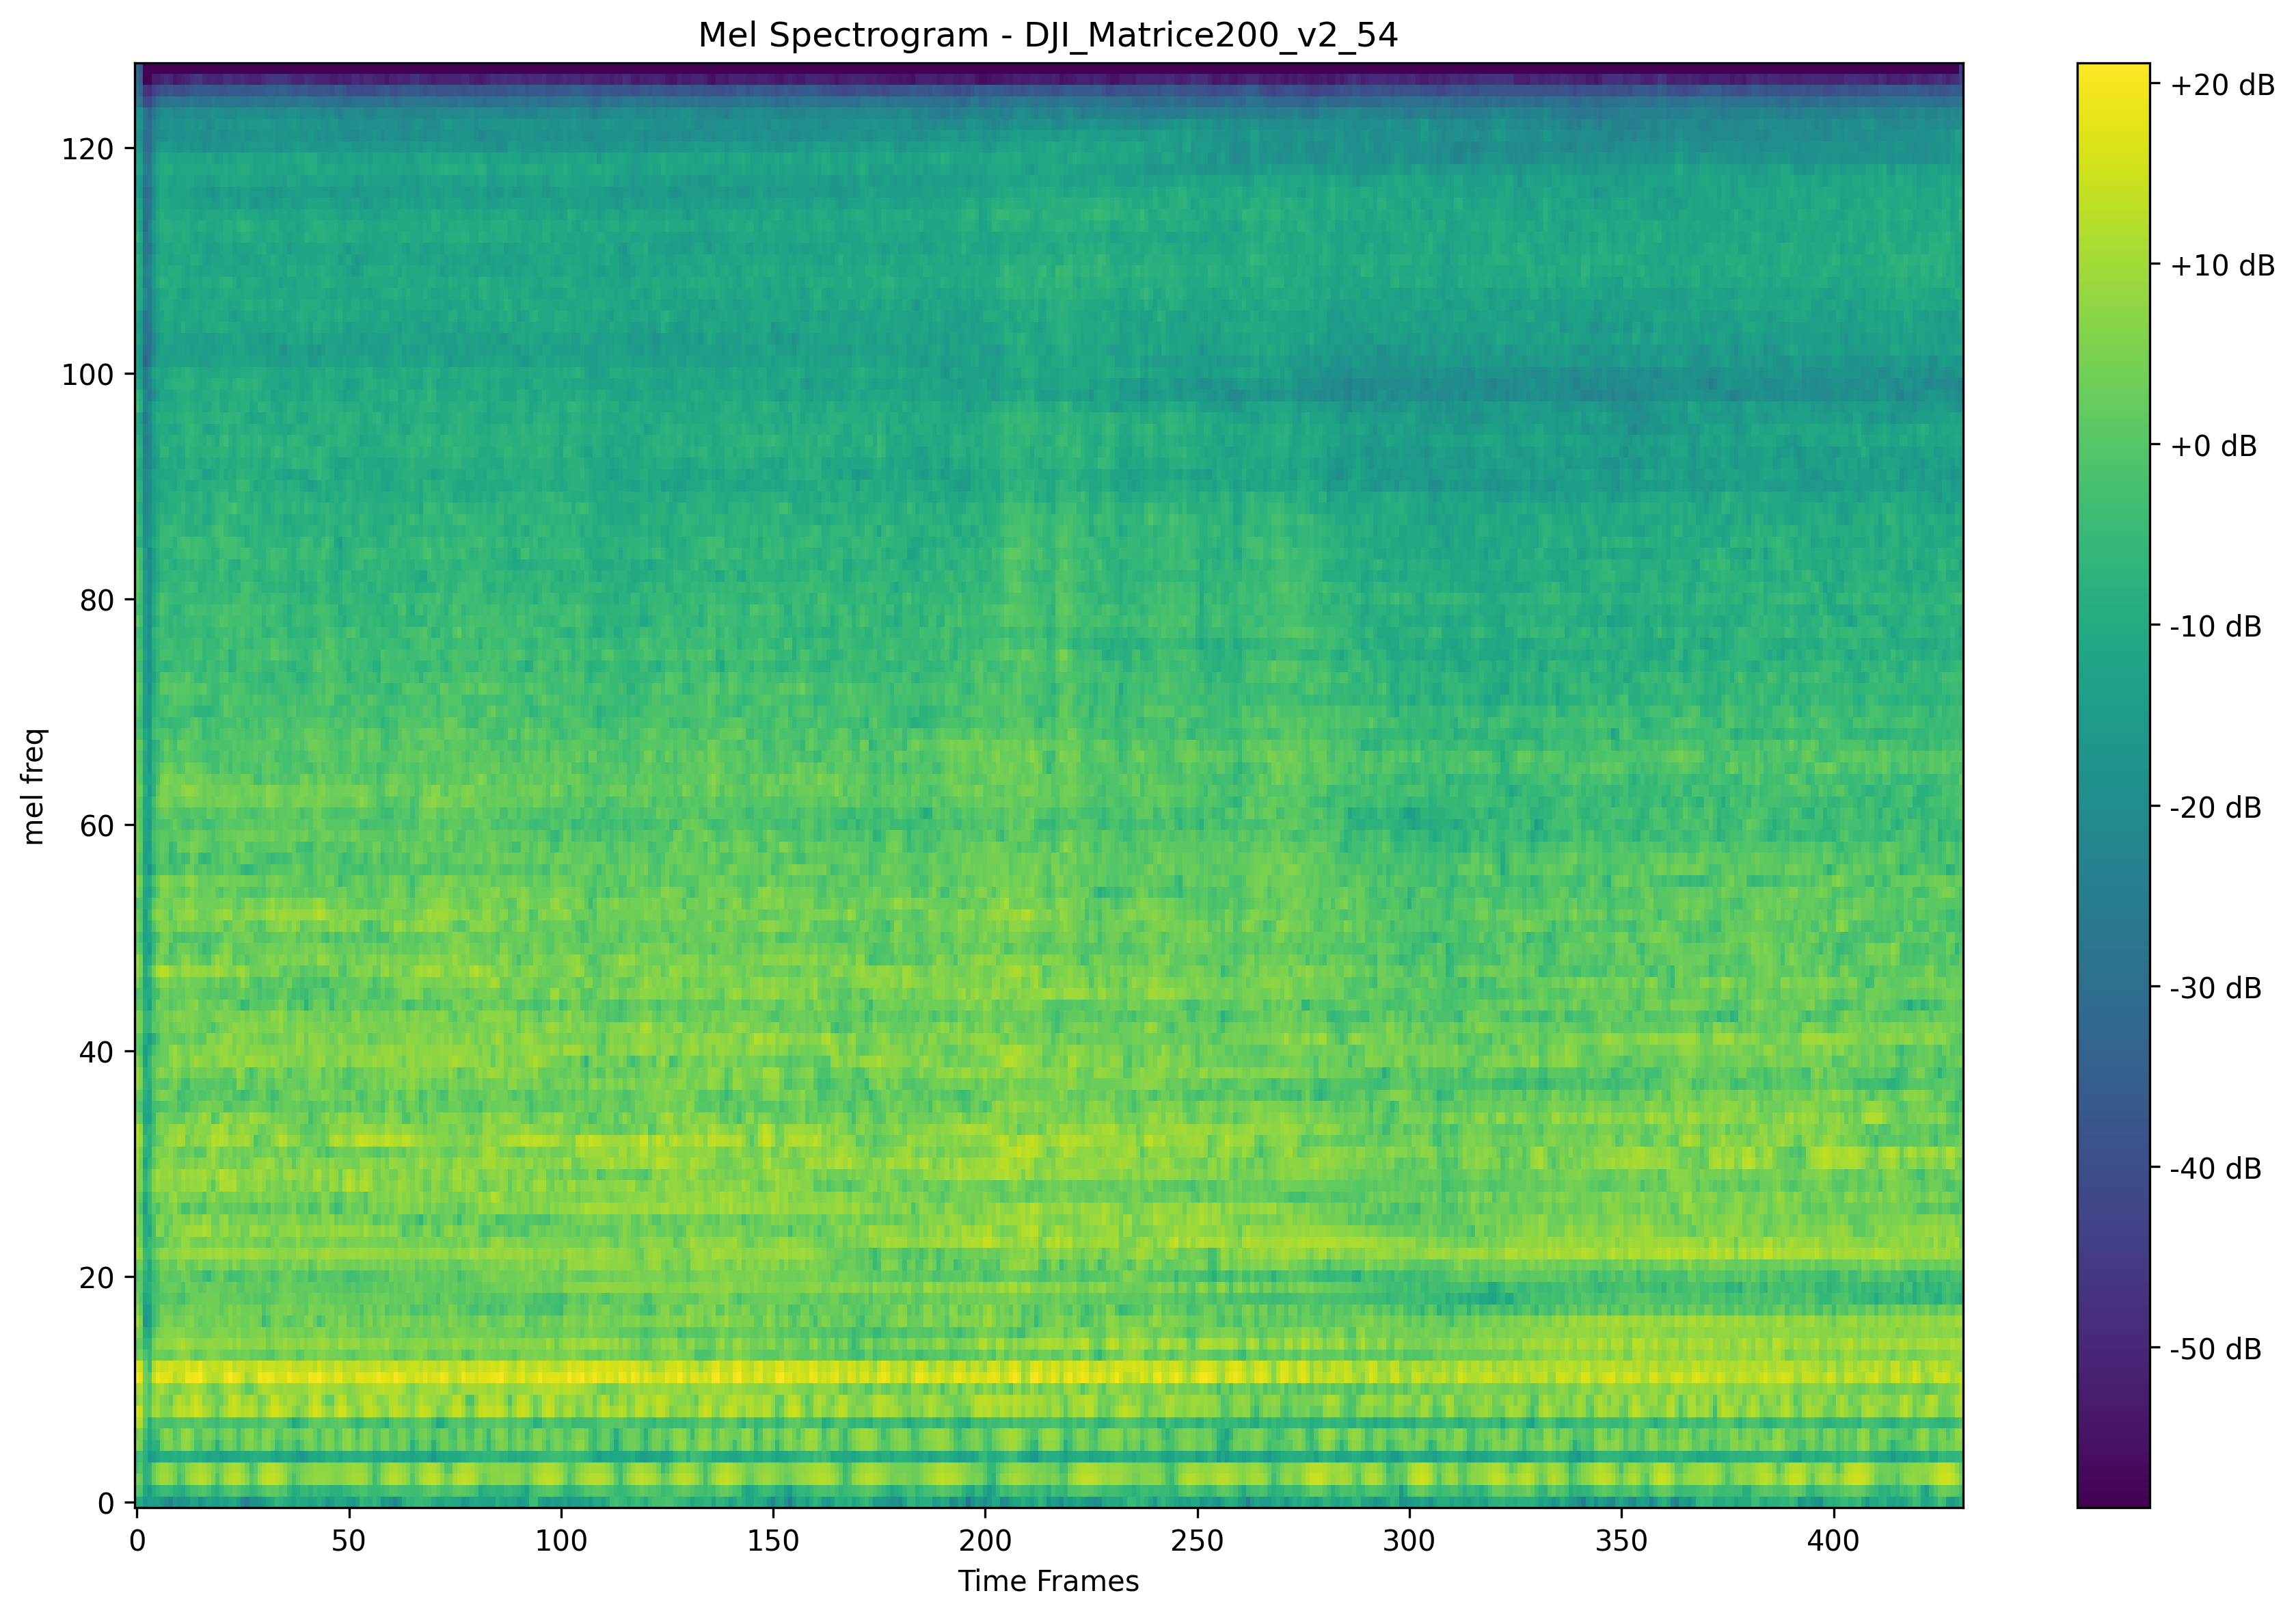 Mel Spectrogram - DJI_Matrice200_v2_54
mel freq
120
100
80
60
40
20
0
0 50 100 150 200 250 300 350 400
Time Frames
+20 dB
+10 dB
+0 dB
-10 dB
-20 dB
-30 dB
-40 dB
-50 dB